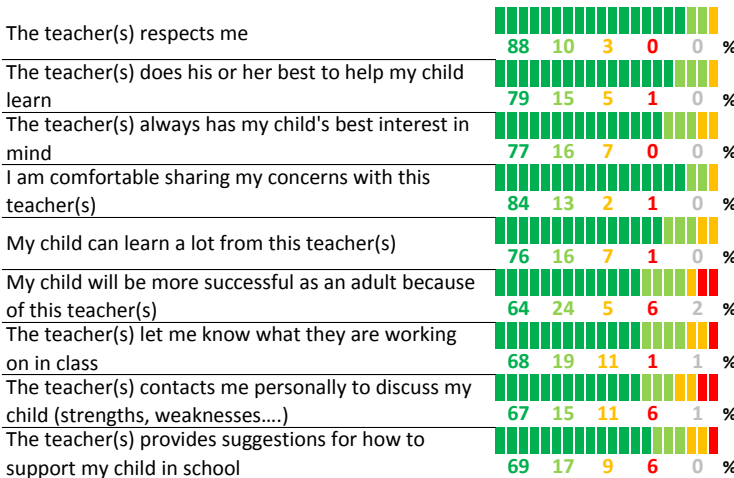 The teacher(s) respects me
88 10 3 0 0 %
The teacher(s) does his or her best to help my child
learn
79 15 5 1 0 %
The teacher(s) always has my child's best interest in
mind
77 16 7 0 0 %
I am comfortable sharing my concerns with this
teacher(s)
84 13 2 1 0 %
My child can learn a lot from this teacher(s)
76 16 7 1 0 %
My child will be more successful as an adult because
of this teacher(s)
64 24 5 6 2 %
The teacher(s) let me know what they are working
on in class
68 19 11 1 1 %
The teacher(s) contacts me personally to discuss my
child (strengths, weaknesses....)
67 15 11 6 1 %
The teacher(s) provides suggestions for how to
support my child in school
69 17 9 6 0 %